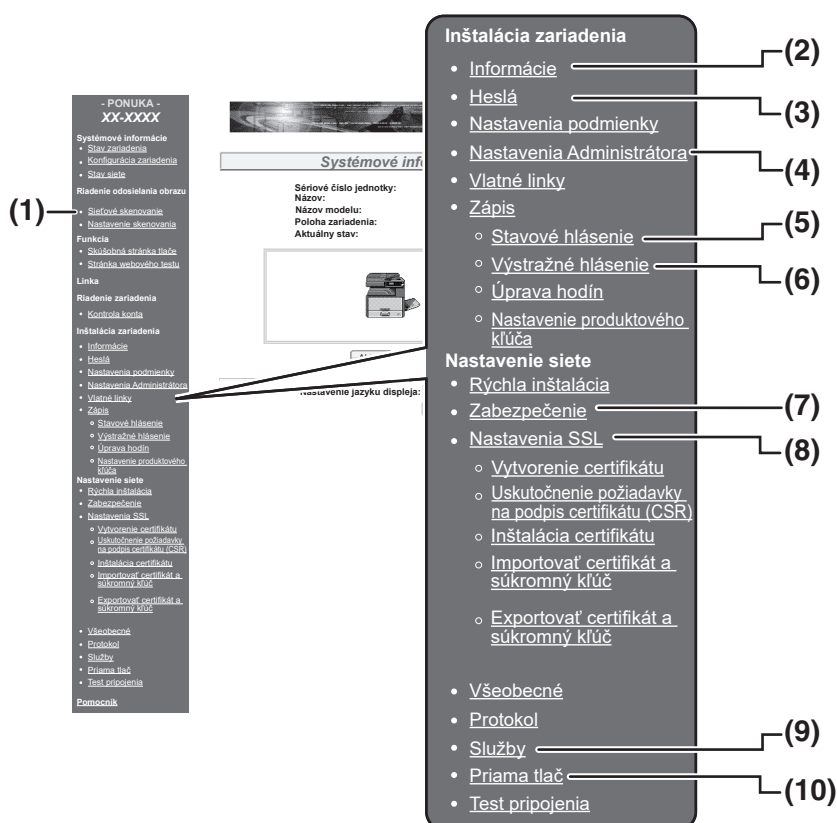 - PONUKA -
XX-XXXX
Systémové informácie
Stav zariadenia
Konfigurácia zariadenia
Stav siete
Riadenie odosielania obrazu
(1)
Sieťové skenovanie
Nastavenie skenovania
Funkcia
Skúšobná stránka tlače
Stránka webového testu
Linka
Riadenie zariadenia
Kontrola konta
Inštalácia zariadenia
Informácie
Heslá
Nastavenia podmienky
Nastavenia Administrátora
Vlatné linky
Zápis
Stavové hlásenie
Výstražné hlásenie
Úprava hodín
Nastavenie produktového
kľúča
Nastavenie siete
Rýchla inštalácia
Zabezpečenie
Nastavenia SSL
Vytvorenie certifikátu
Uskutočnenie požiadavky
na podpis certifikátu (CSR)
Inštalácia certifikátu
Importovať certifikát a
súkromný kľúč
Exportovať certifikát a
súkromný kľúč
Všeobecné
Protokol
Služby
Priama tlač
Test pripojenia
Pomocník
Systémové inf
Sériové číslo jednotky:
Názov:
Názov modelu:
Poloha zariadenia:
Aktuálny stav:
Nastavenie jazyku displeja:
Inštalácia zariadenia
Informácie (2)
Heslá (3)
Nastavenia podmienky
Nastavenia Administrátora (4)
Vlatné linky
Zápis
Stavové hlásenie (5)
Výstražné hlásenie (6)
Úprava hodín
Nastavenie produktového
kľúča
Nastavenie siete
Rýchla inštalácia
Zabezpečenie (7)
Nastavenia SSL (8)
Vytvorenie certifikátu
Uskutočnenie požiadavky
na podpis certifikátu (CSR)
Inštalácia certifikátu
Importovať certifikát a
súkromný kľúč
Exportovať certifikát a
súkromný kľúč
Všeobecné
Protokol
Služby (9)
Priama tlač (10)
Test pripojenia